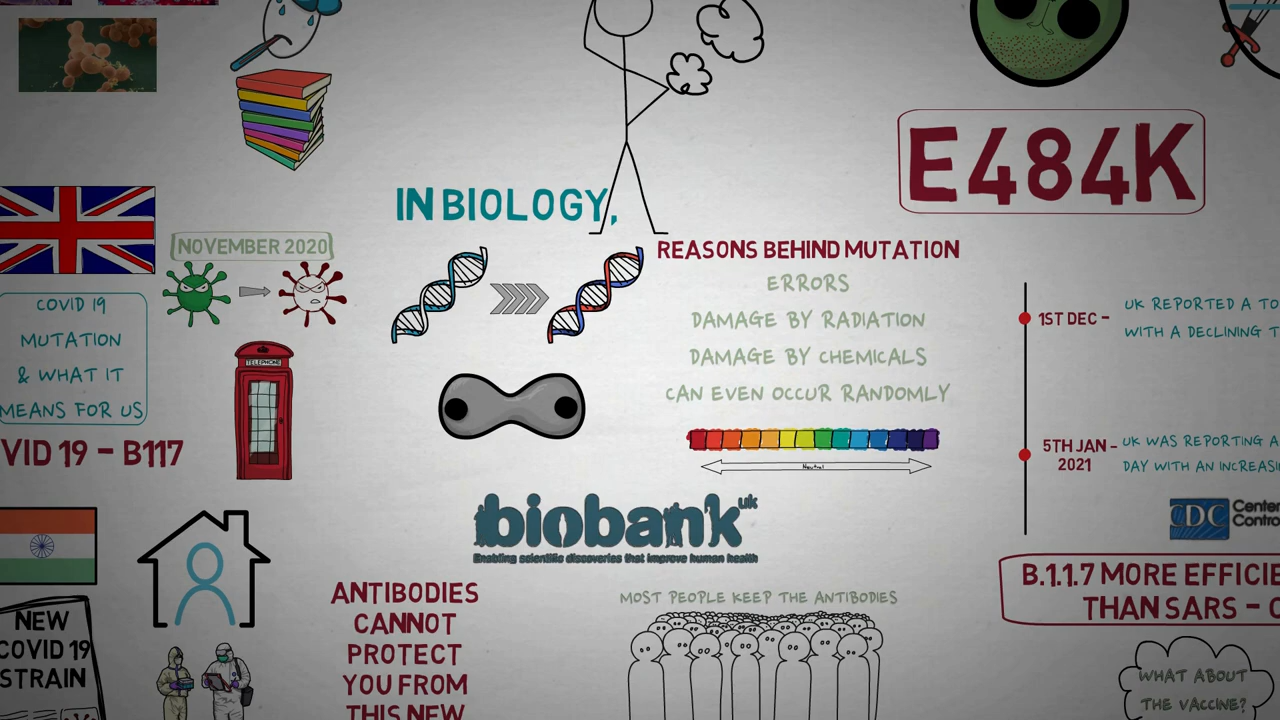 E484K
IN BIOLOGY,
NOVEMBER 2020
REASONS BEHIND MUTATION
ERRORS
DAMAGE BY RADIATION
DAMAGE BY CHEMICALS
CAN EVEN OCCUR RANDOMLY
Neutral
COVID 19
MUTATION
& WHAT IT
MEANS FOR US
VID 19 - B117
TELEPHONE
1ST DEC -
UK REPORTED A TO
WITH A DECLINING T
5TH JAN -
2021
UK WAS REPORTING A
DAY WITH AN INCREASI
biobank uk
Enabling scientific discoveries that improve human health
CDC
Center
Contro
B.1.1.7 MORE EFFICIE
THAN SARS - C
NEW
COVID 19
STRAIN
ANTIBODIES
CANNOT
PROTECT
YOU FROM
THIS NEW
MOST PEOPLE KEEP THE ANTIBODIES
WHAT ABOUT
THE VACCINE?